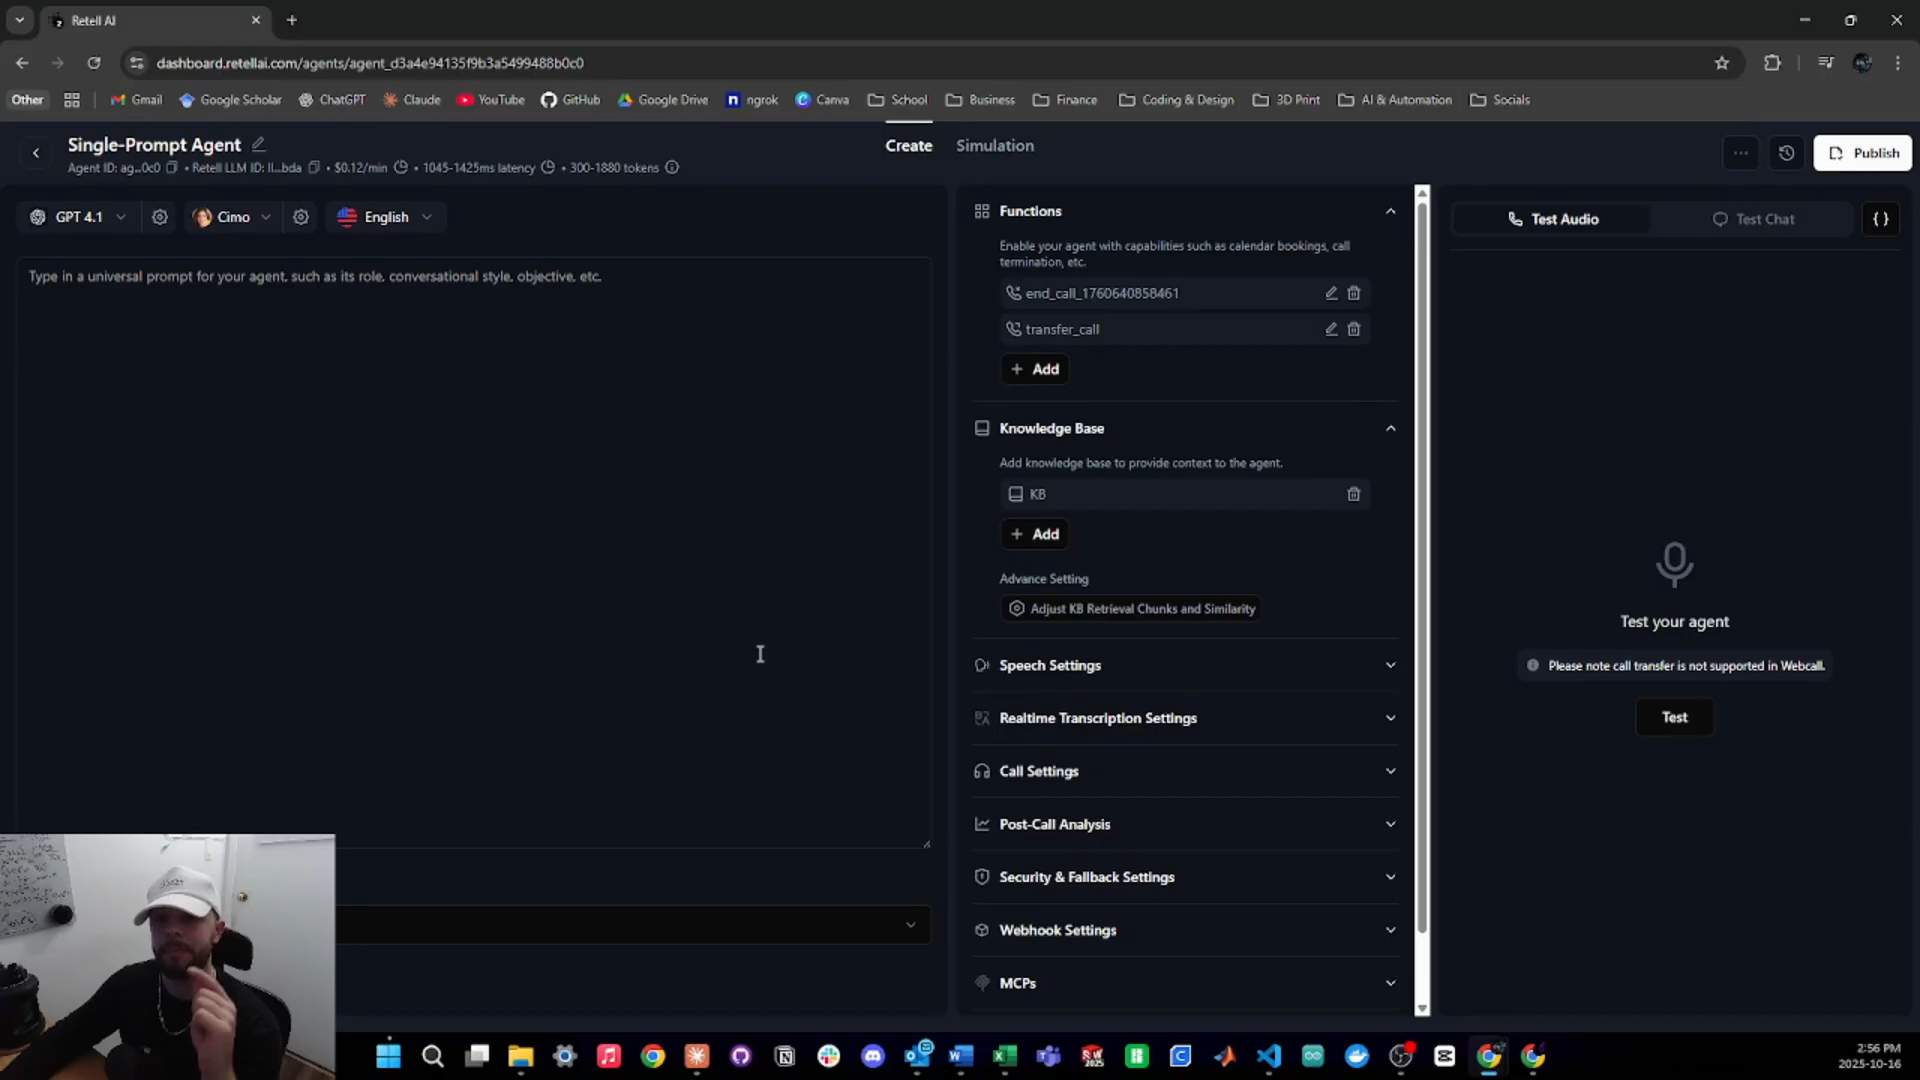 Retell AI
dashboard.retellai.com/agents/agent_d3a4e94135f9b3a5499488b0c0
Other
Gmail
Google Scholar
ChatGPT
Claude
YouTube
GitHub
Google Drive
ngrok
Canva
School
Business
Finance
Coding & Design
3D Print
AI & Automation
Socials
Single-Prompt Agent
Create
Simulation
Publish
Agent ID: ag...0c0 • Retell LLM ID: ll...bda • $0.12/min • 1045-1425ms latency • 300-1880 tokens
GPT 4.1
Cimo
English
Type in a universal prompt for your agent, such as its role, conversational style, objective, etc.
Functions
Enable your agent with capabilities such as calendar bookings, call
termination, etc.
end_call_1760640858461
transfer_call
+ Add
Knowledge Base
Add knowledge base to provide context to the agent.
KB
+ Add
Advance Setting
Adjust KB Retrieval Chunks and Similarity
Speech Settings
Realtime Transcription Settings
Call Settings
Post-Call Analysis
Security & Fallback Settings
Webhook Settings
MCPs
Test Audio
Test Chat
{ }
Test your agent
Please note call transfer is not supported in Webcall.
Test
2:56 PM
2025-10-16